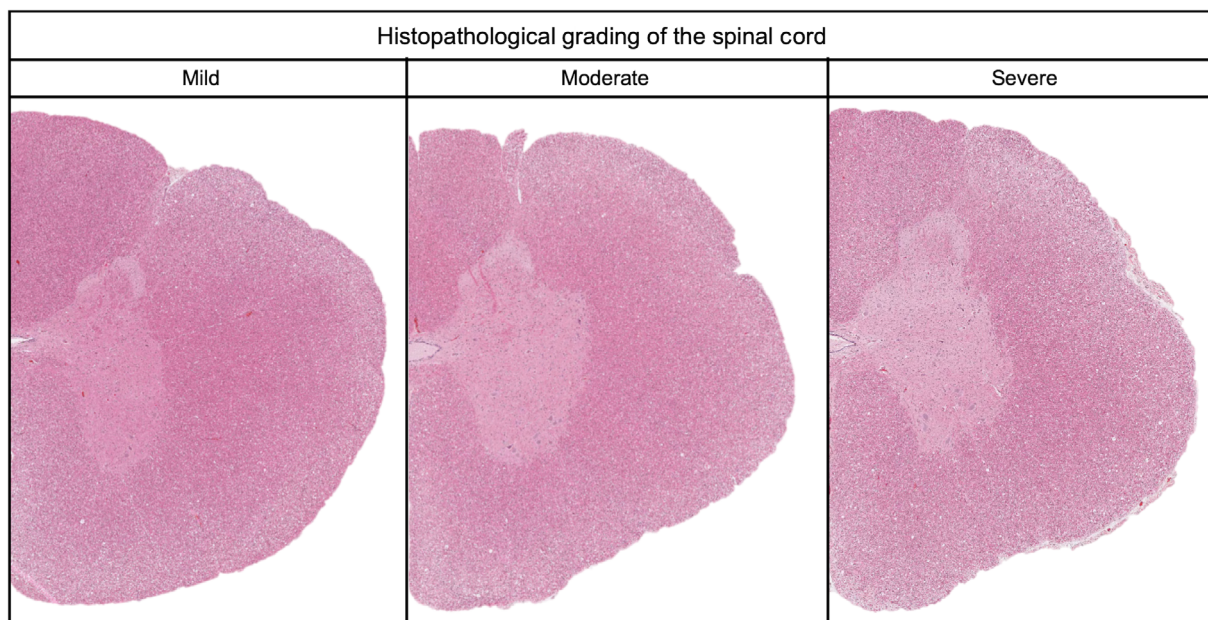 Histopathological grading of the spinal cord
Mild
Moderate
Severe